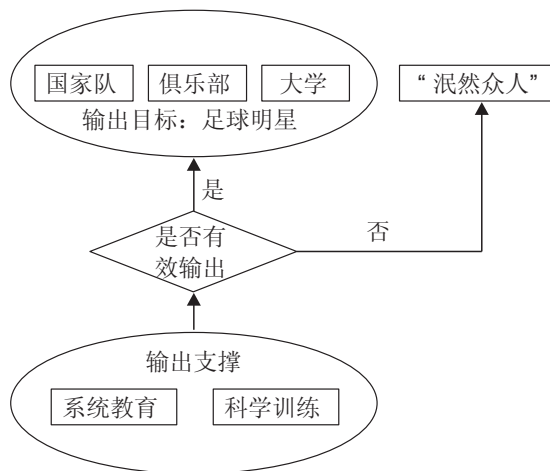 国家队 俱乐部 大学 “泯然众人”
输出目标：足球明星
是
是否有 否
效输出
输出支撑
系统教育 科学训练